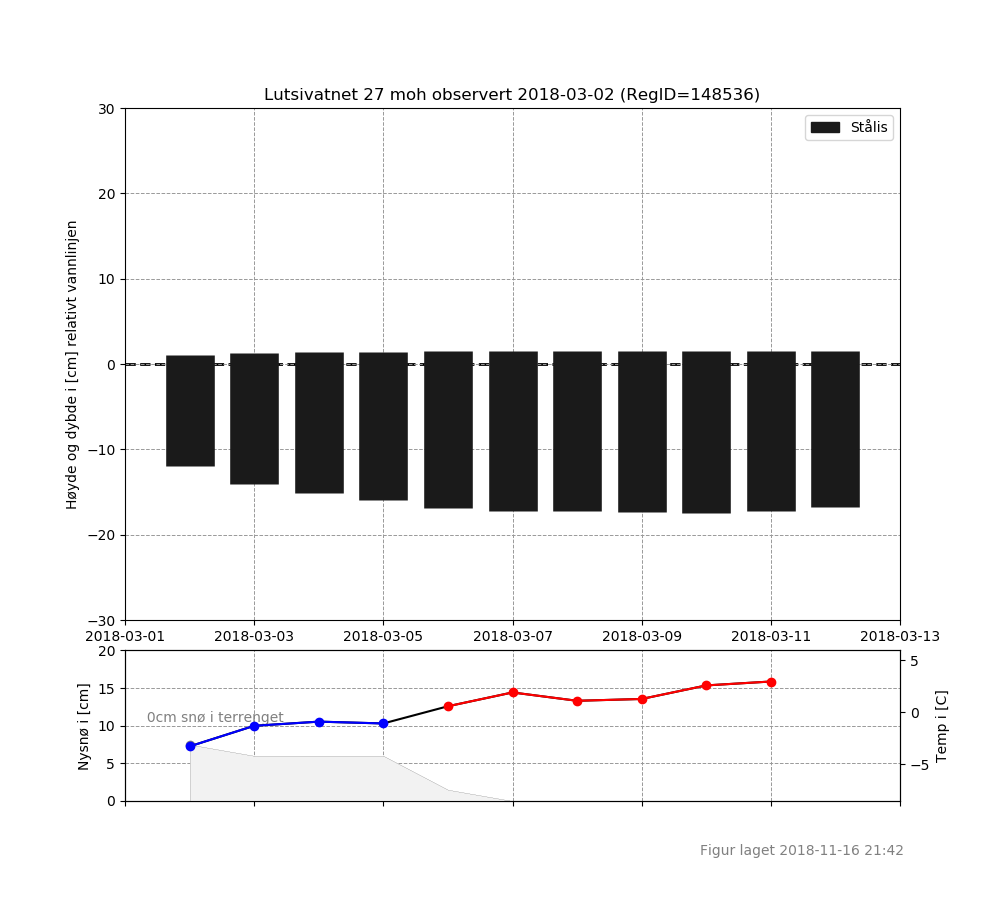 Lutsivatnet 27 moh observert 2018-03-02 (RegID=148536)
Stålis
Høyde og dybde i [cm] relativt vannlinjen
30
20
10
0
−10
−20
−30
2018-03-01 2018-03-03 2018-03-05 2018-03-07 2018-03-09 2018-03-11 2018-03-13
Nysnø i [cm]
20
15
10
5
0
0cm snø i terrenget
5
0
−5
Temp i [C]
Figur laget 2018-11-16 21:42